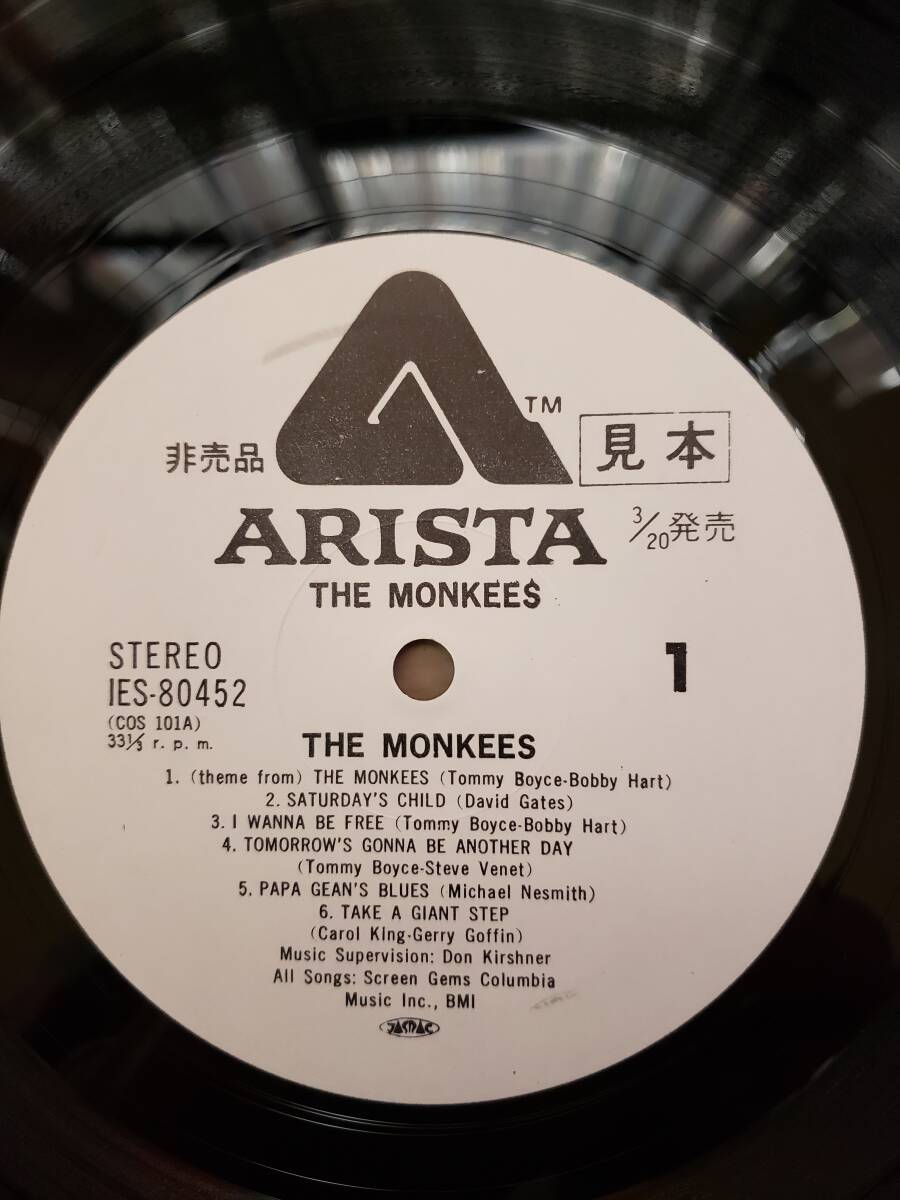 TM
非売品
見本
ARISTA
3/20発売
THE MONKEE$
STEREO
1
IES-80452
(COS 101A)
33⅓ r. p. m.
THE MONKEES
1. (theme from) THE MONKEES (Tommy Boyce-Bobby Hart)
2. SATURDAY'S CHILD (David Gates)
3. I WANNA BE FREE (Tommy Boyce-Bobby Hart)
4. TOMORROW'S GONNA BE ANOTHER DAY
(Tommy Boyce-Steve Venet)
5. PAPA GEAN'S BLUES (Michael Nesmith)
6. TAKE A GIANT STEP
(Carol KIng-Gerry Goffin)
Music Supervision: Don Kirshner
All Songs: Screen Gems Columbia
Music Inc., BMI
JASRAC